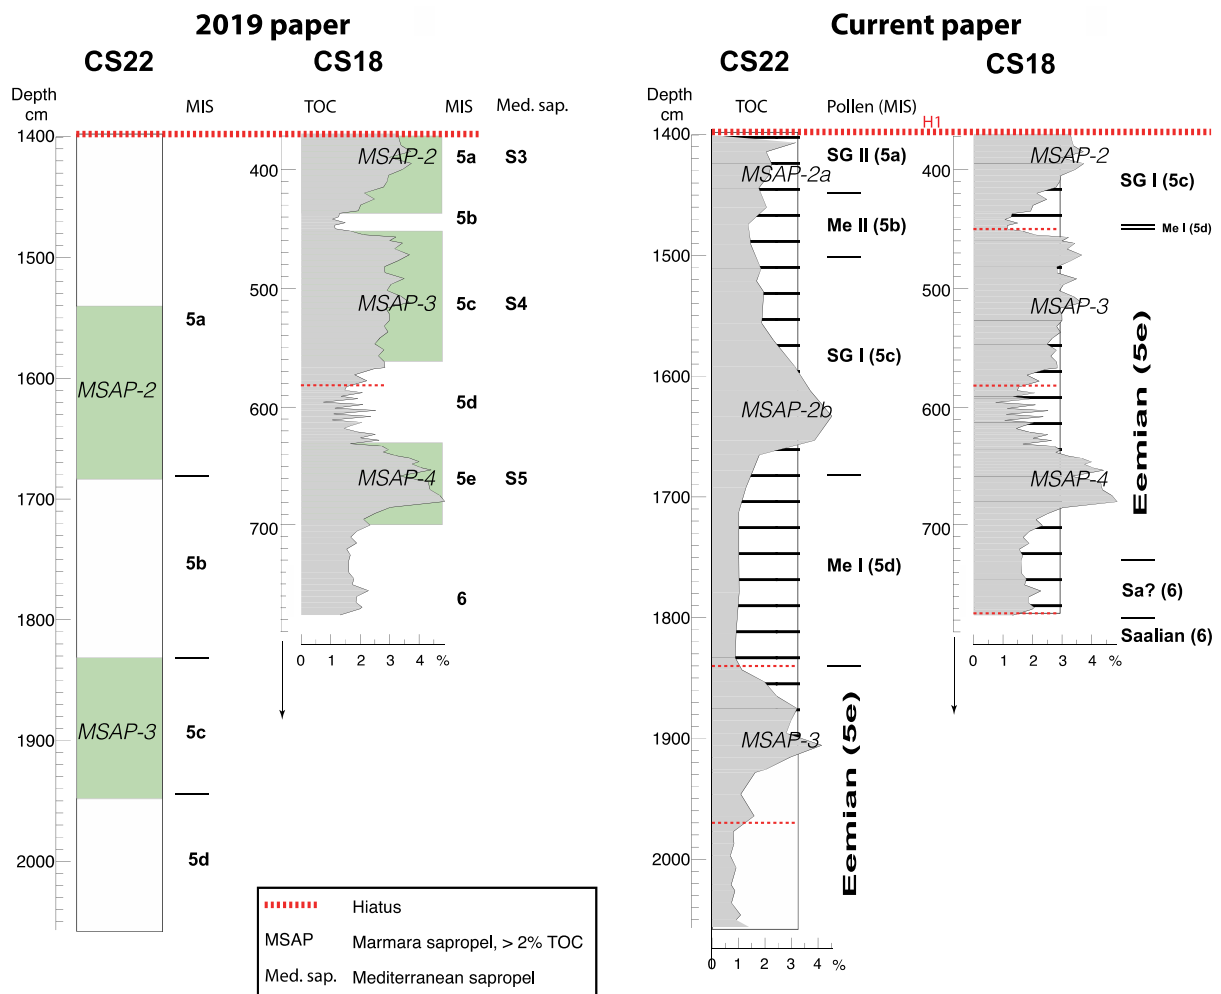 2019 paper
CS22
CS18
Depth
cm
MIS
TOC
MIS
Med. sap.
1400
1500
1600
1700
1800
1900
2000
MSAP-2
MSAP-3
5a
5b
5c
5d
400
500
600
700
MSAP-2
MSAP-3
MSAP-4
5a
5b
5c
5d
5e
6
S3
S4
S5
0 1 2 3 4 %
Hiatus
MSAP Marmara sapropel, > 2% TOC
Med. sap. Mediterranean sapropel
Current paper
CS22
CS18
Depth
cm
TOC
Pollen (MIS)
H1
1400
1500
1600
1700
1800
1900
2000
MSAP-2a
MSAP-2b
MSAP-3
SG II (5a)
Me II (5b)
SG I (5c)
Me I (5d)
Eemian (5e)
0 1 2 3 4 %
400
500
600
700
MSAP-2
MSAP-3
MSAP-4
SG I (5c)
Me I (5d)
Eemian (5e)
Sa? (6)
Saalian (6)
0 1 2 3 4 %